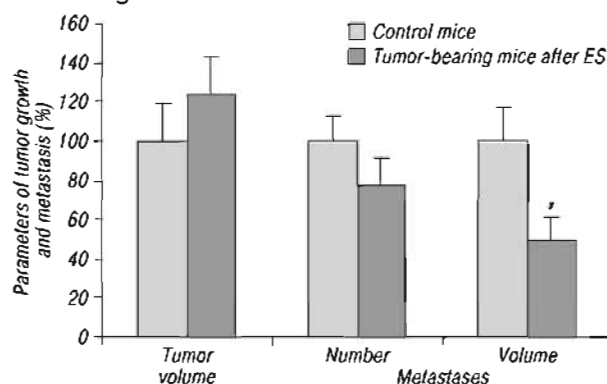 160
140
120
100
80
60
40
20
0
Parameters of tumor growth
and metastasis (%)
Control mice
Tumor-bearing mice after ES
*
Tumor
volume
Number
Volume
Metastases